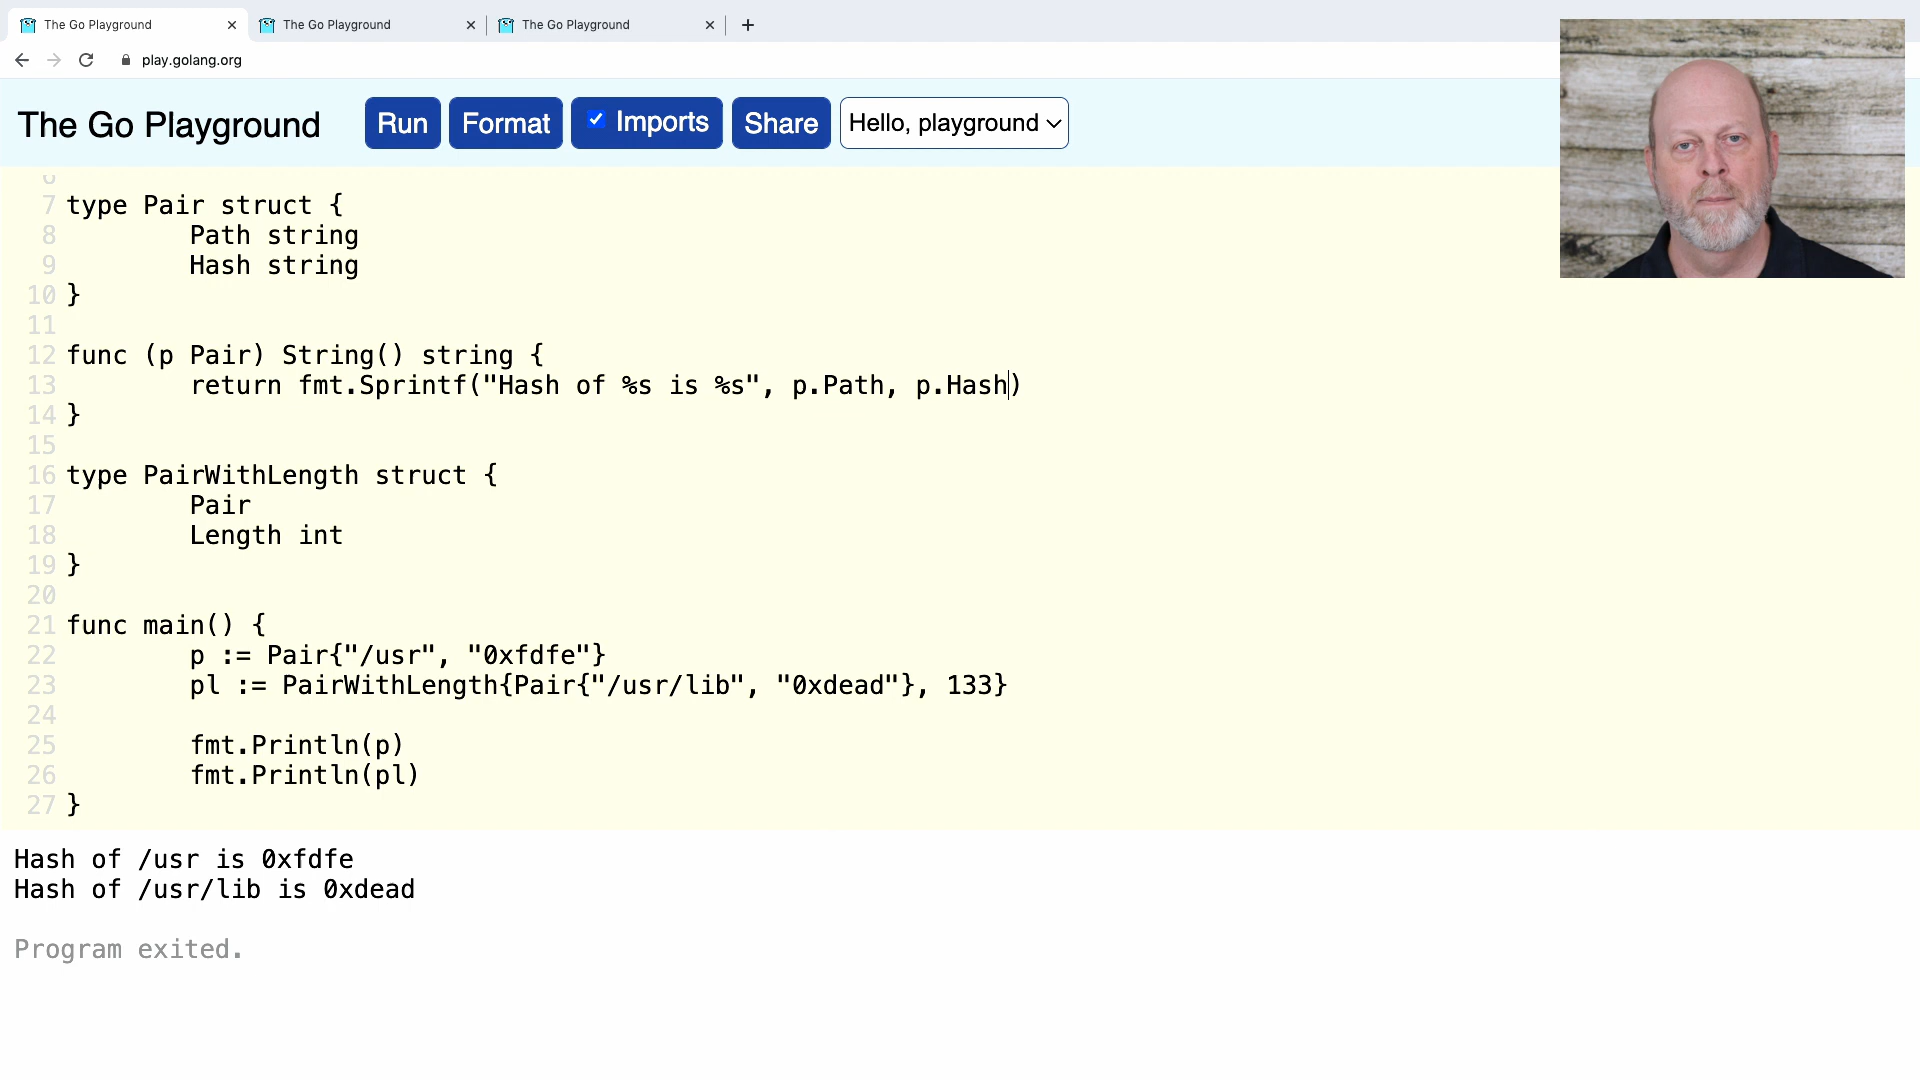 The Go Playground
The Go Playground
The Go Playground
play.golang.org
The Go Playground
Run
Format
Imports
Share
Hello, playground
6
7 type Pair struct {
8 Path string
9 Hash string
10 }
11
12 func (p Pair) String() string {
13 return fmt.Sprintf("Hash of %s is %s", p.Path, p.Hash)
14 }
15
16 type PairWithLength struct {
17 Pair
18 Length int
19 }
20
21 func main() {
22 p := Pair{"/usr", "0xfdfe"}
23 pl := PairWithLength{Pair{"/usr/lib", "0xdead"}, 133}
24
25 fmt.Println(p)
26 fmt.Println(pl)
27 }
Hash of /usr is 0xfdfe
Hash of /usr/lib is 0xdead
Program exited.